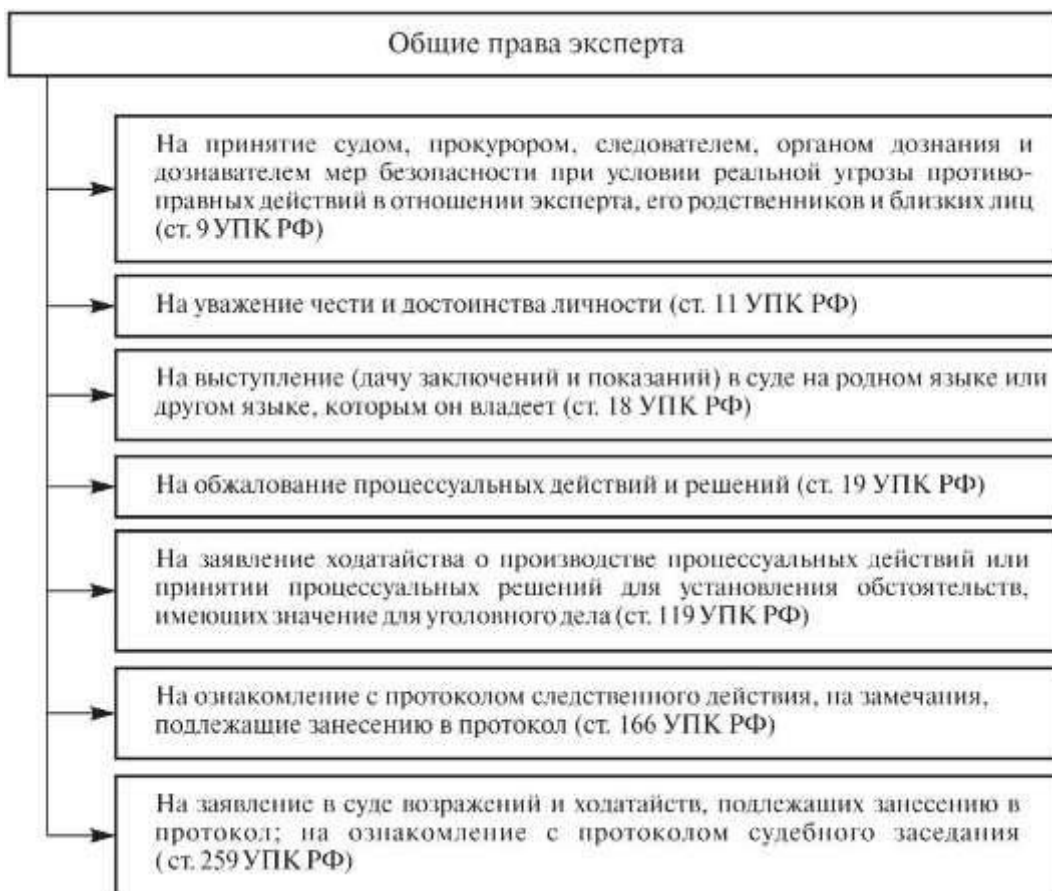 Общие права эксперта
На принятие судом, прокурором, следователем, органом дознания и
дознавателем мер безопасности при условии реальной угрозы противо-
правных действий в отношении эксперта, его родственников и близких лиц
(ст. 9 УПК РФ)
На уважение чести и достоинства личности (ст. 11 УПК РФ)
На выступление (дачу заключений и показаний) в суде на родном языке или
другом языке, которым он владеет (ст. 18 УПК РФ)
На обжалование процессуальных действий и решений (ст. 19 УПК РФ)
На заявление ходатайства о производстве процессуальных действий или
принятии процессуальных решений для установления обстоятельств,
имеющих значение для уголовного дела (ст. 119 УПК РФ)
На ознакомление с протоколом следственного действия, на замечания,
подлежащие занесению в протокол (ст. 166 УПК РФ)
На заявление в суде возражений и ходатайств, подлежащих занесению в
протокол; на ознакомление с протоколом судебного заседания
(ст. 259 УПК РФ)